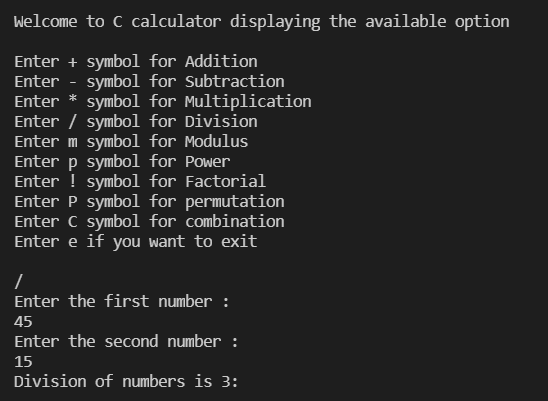 Welcome to C calculator displaying the available option
Enter + symbol for Addition
Enter - symbol for Subtraction
Enter * symbol for Multiplication
Enter / symbol for Division
Enter m symbol for Modulus
Enter p symbol for Power
Enter ! symbol for Factorial
Enter P symbol for permutation
Enter C symbol for combination
Enter e if you want to exit
/
Enter the first number :
45
Enter the second number :
15
Division of numbers is 3: